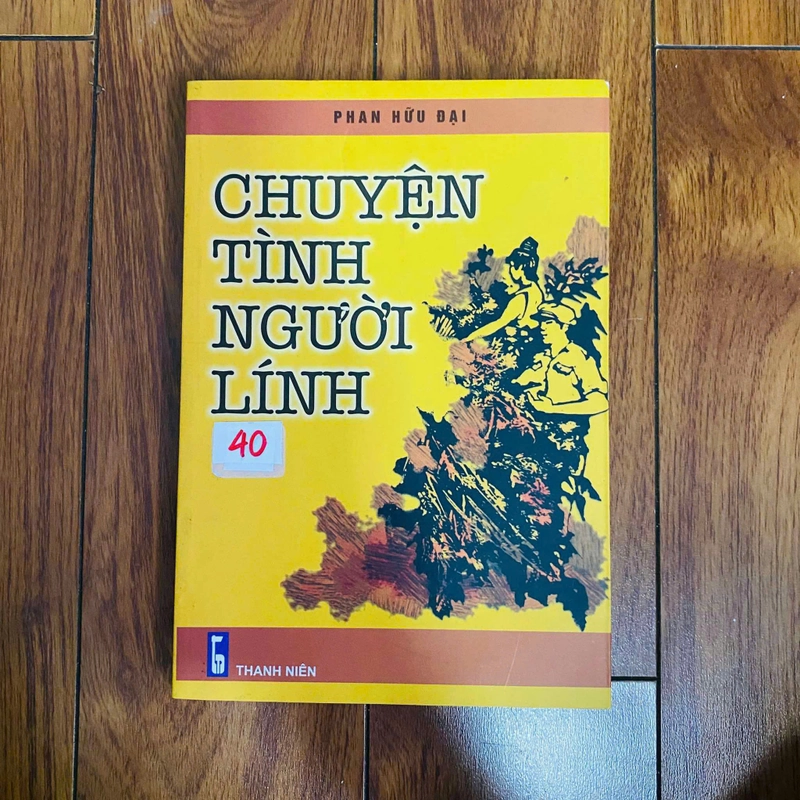 PHAN HỮU ĐẠI
CHUYỆN
TÌNH
NGƯỜI
LÍNH
40
THANH NIÊN